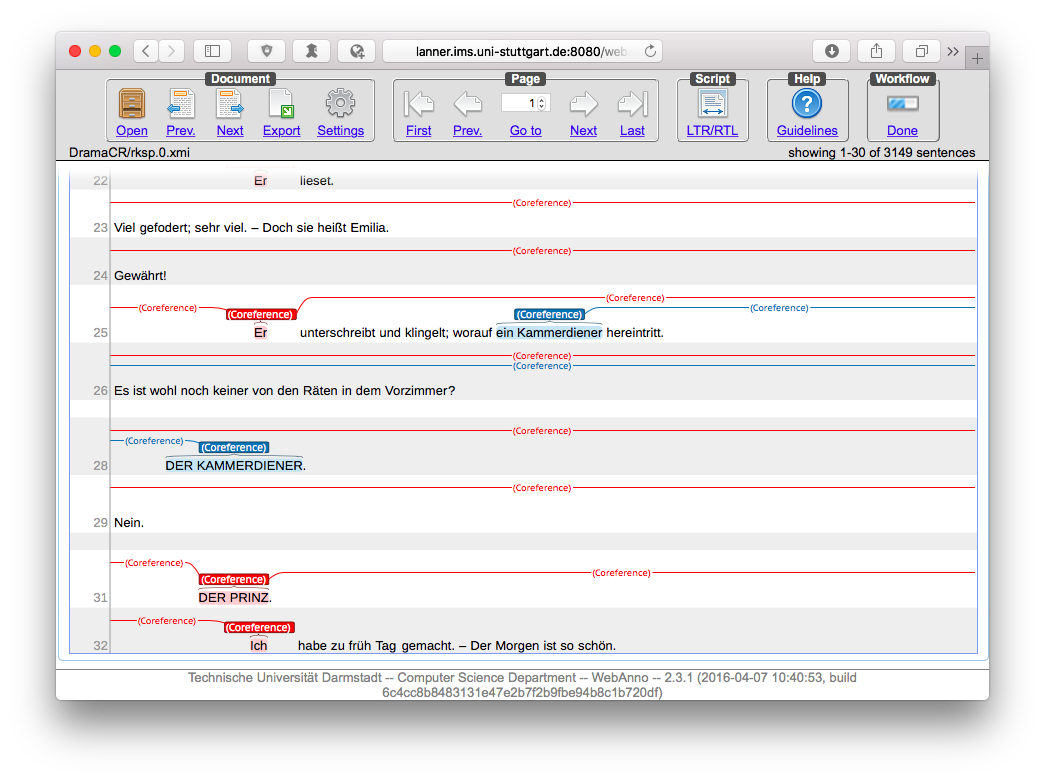 lanner.ims.uni-stuttgart.de:8080/web
Document
Page
Script
Help
Workflow
1
Open Prev. Next Export Settings
First Prev. Go to Next Last
LTR/RTL
Guidelines
Done
DramaCR/rksp.0.xmi
showing 1-30 of 3149 sentences
22 Er lieset.
(Coreference)
23 Viel gefodert; sehr viel. – Doch sie heißt Emilia.
(Coreference)
24 Gewährt!
(Coreference)
(Coreference) (Coreference)
(Coreference) (Coreference)
25 Er unterschreibt und klingelt; worauf ein Kammerdiener hereintritt.
(Coreference)
(Coreference)
26 Es ist wohl noch keiner von den Räten in dem Vorzimmer?
(Coreference)
(Coreference)
(Coreference)
28 DER KAMMERDIENER.
(Coreference)
29 Nein.
(Coreference)
(Coreference)
(Coreference)
31 DER PRINZ.
(Coreference)
(Coreference)
32 Ich habe zu früh Tag gemacht. – Der Morgen ist so schön.
Technische Universität Darmstadt -- Computer Science Department -- WebAnno -- 2.3.1 (2016-04-07 10:40:53, build
6c4cc8b8483131e47e2b7f2b9fbe94b8c1b720df)